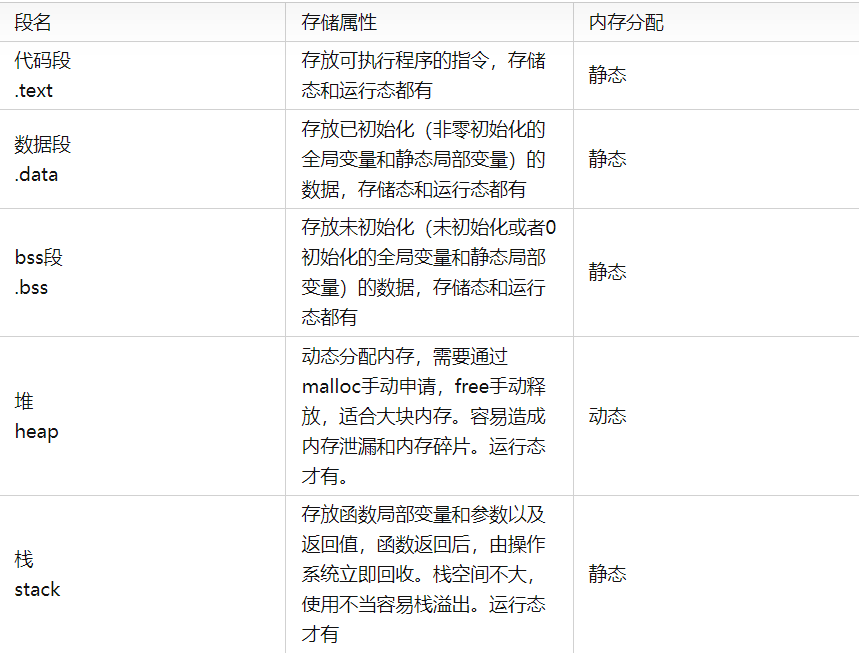 段名
存储属性
内存分配
代码段
.text
存放可执行程序的指令，存储
态和运行态都有
静态
数据段
.data
存放已初始化（非零初始化的
全局变量和静态局部变量）的
数据，存储态和运行态都有
静态
bss段
.bss
存放未初始化（未初始化或者0
初始化的全局变量和静态局部
变量）的数据，存储态和运行
态都有
静态
堆
heap
动态分配内存，需要通过
malloc手动申请，free手动释
放，适合大块内存。容易造成
内存泄漏和内存碎片。运行态
才有。
动态
栈
stack
存放函数局部变量和参数以及
返回值，函数返回后，由操作
系统立即回收。栈空间不大，
使用不当容易栈溢出。运行态
才有
静态